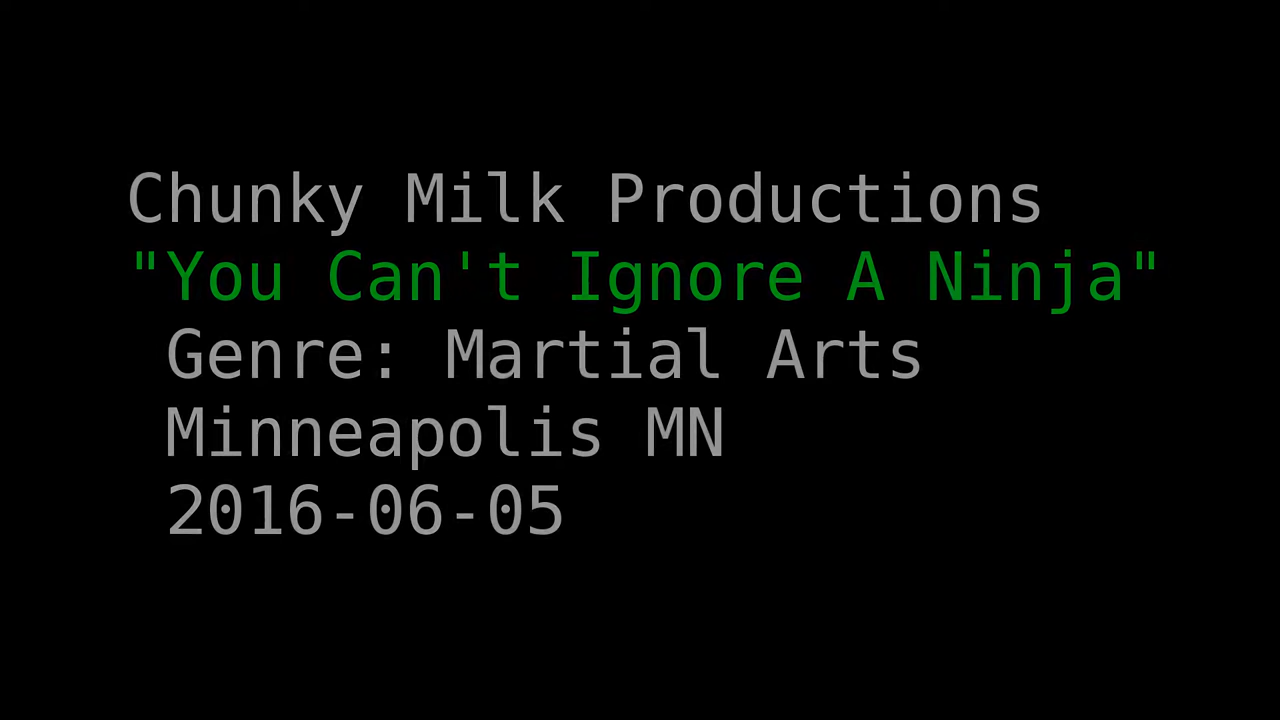 Chunky Milk Productions
"You Can't Ignore A Ninja"
Genre: Martial Arts
Minneapolis MN
2016-06-05